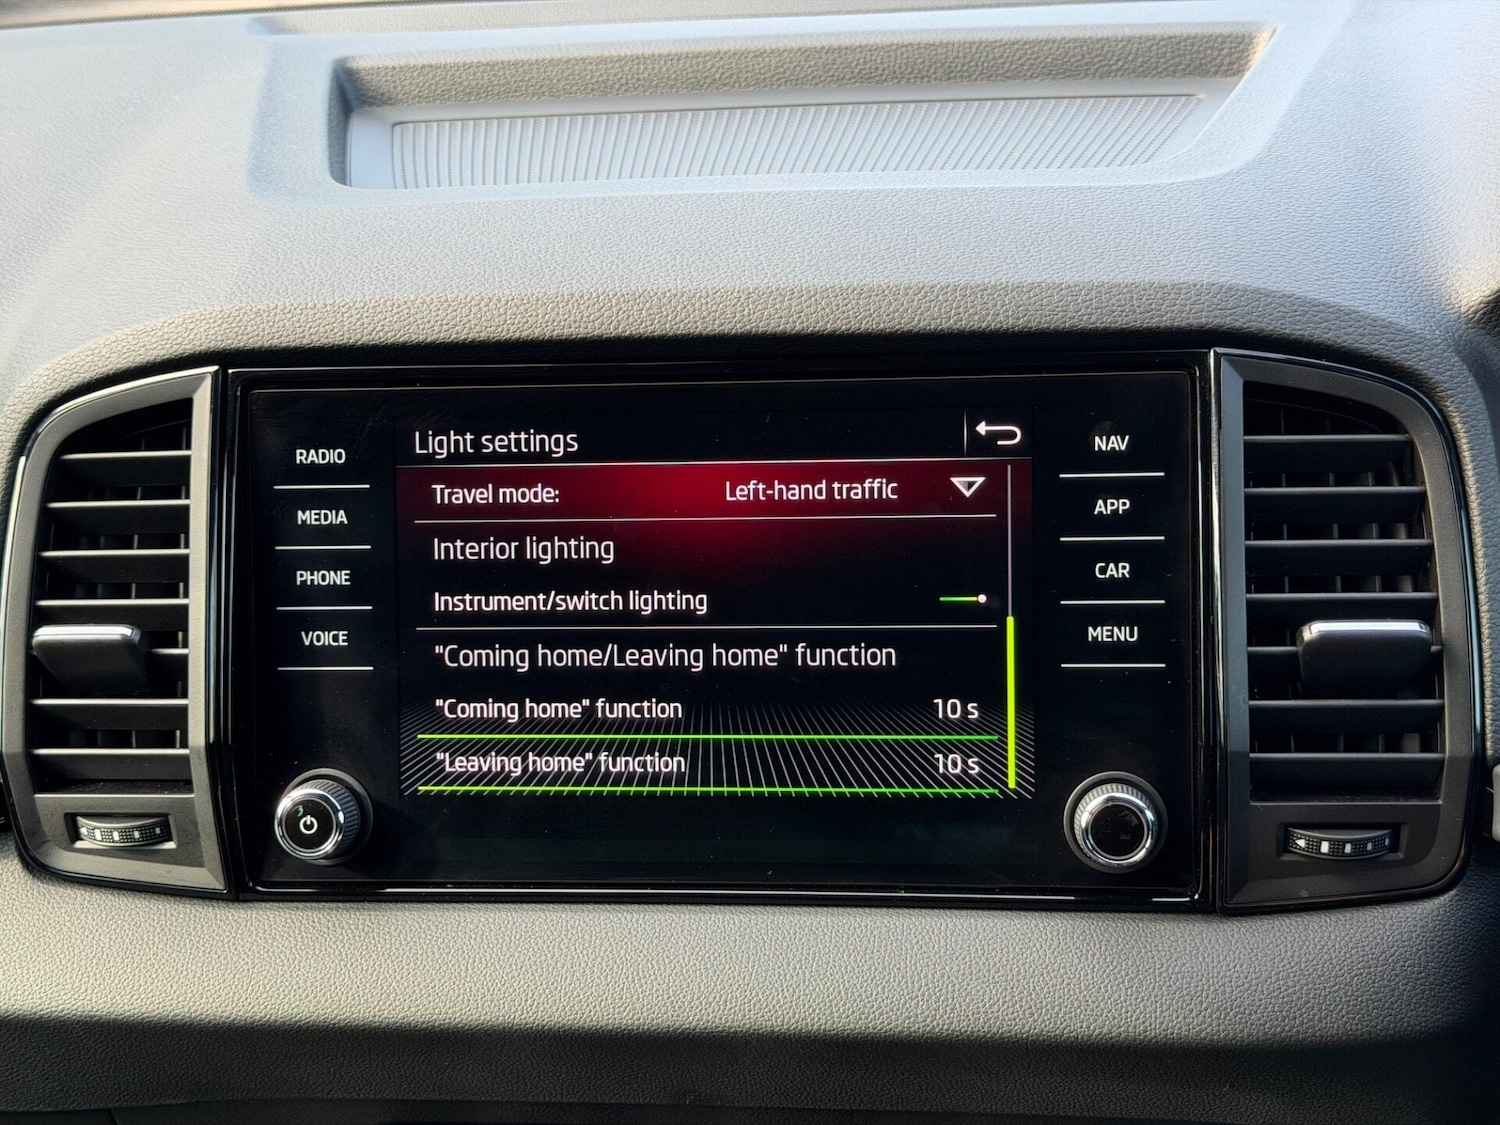 RADIO
MEDIA
PHONE
VOICE
Light settings
Travel mode: Left-hand traffic
Interior lighting
Instrument/switch lighting
"Coming home/Leaving home" function
"Coming home" function 10 s
"Leaving home" function 10 s
NAV
APP
CAR
MENU